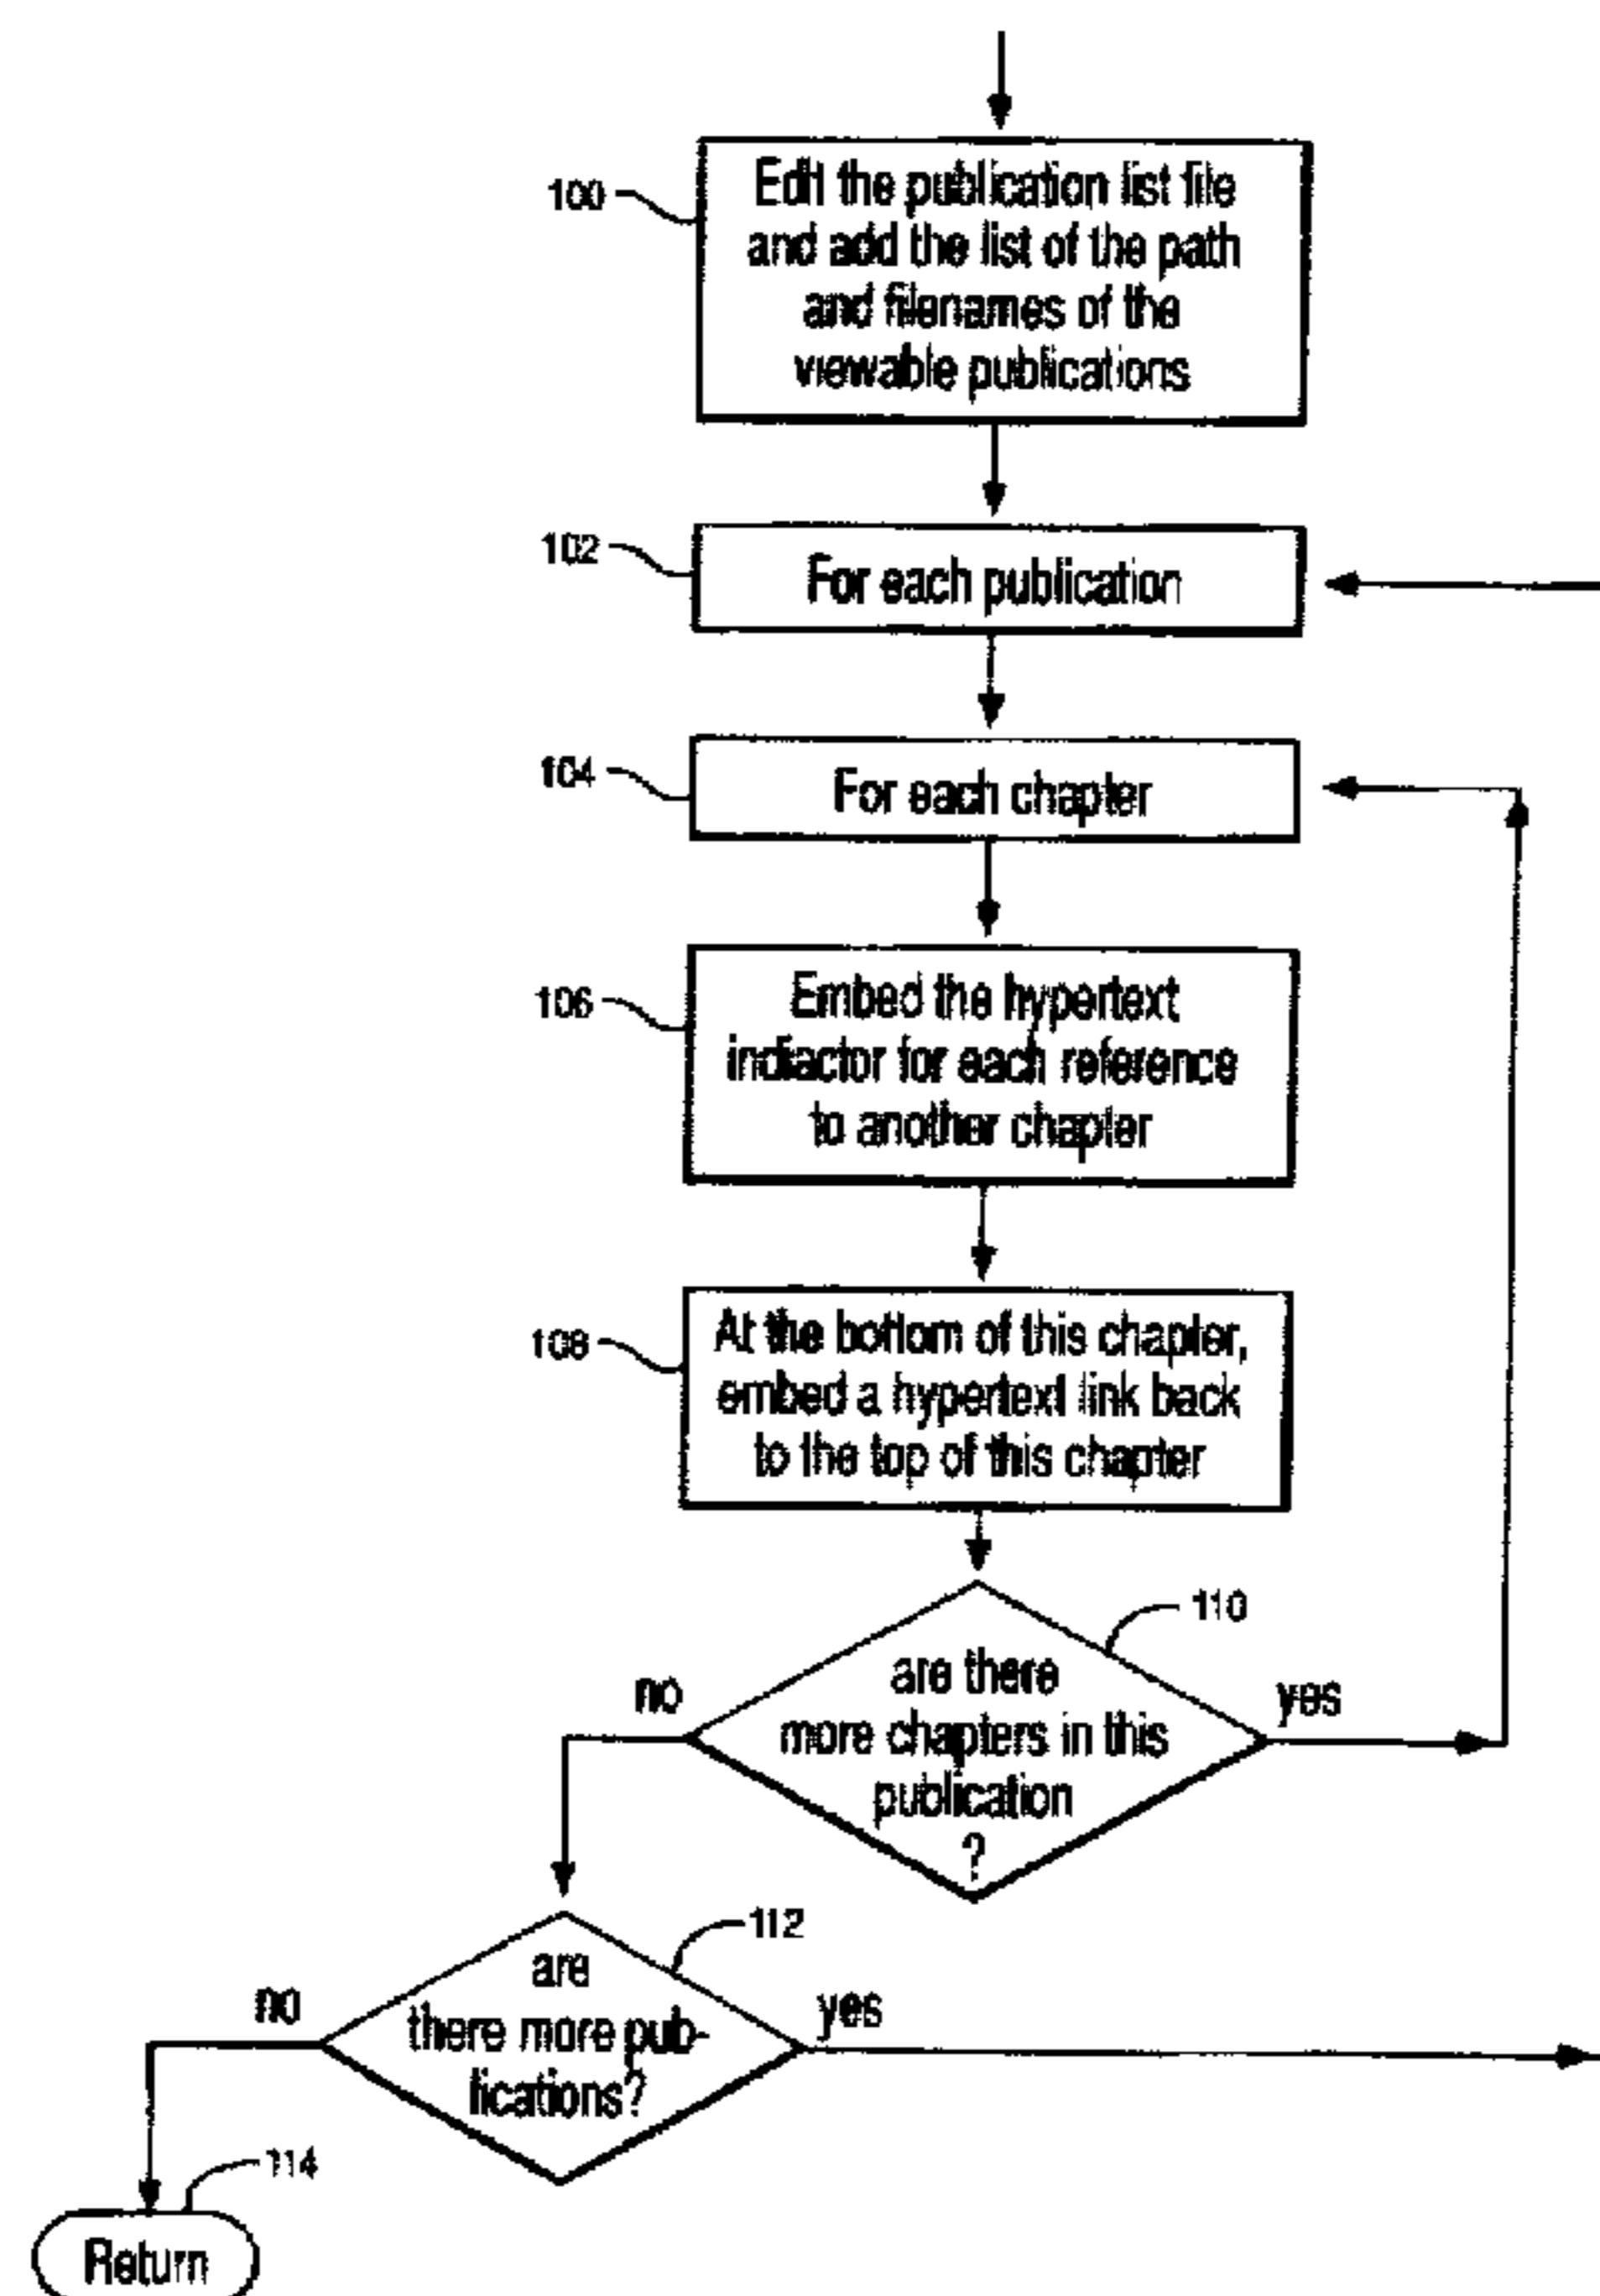 100
Edit the publication list file
and add the list of the path
and filenames of the
viewable publications
102
For each publication
104
For each chapter
106
Embed the hypertext
indiactor for each reference
to another chapter
108
At the bottom of this chapter,
embed a hypertext link back
to the top of this chapter
110
are there
more chapters in this
publication
?
no
yes
112
are
there more pub-
lications?
no
yes
114
Return